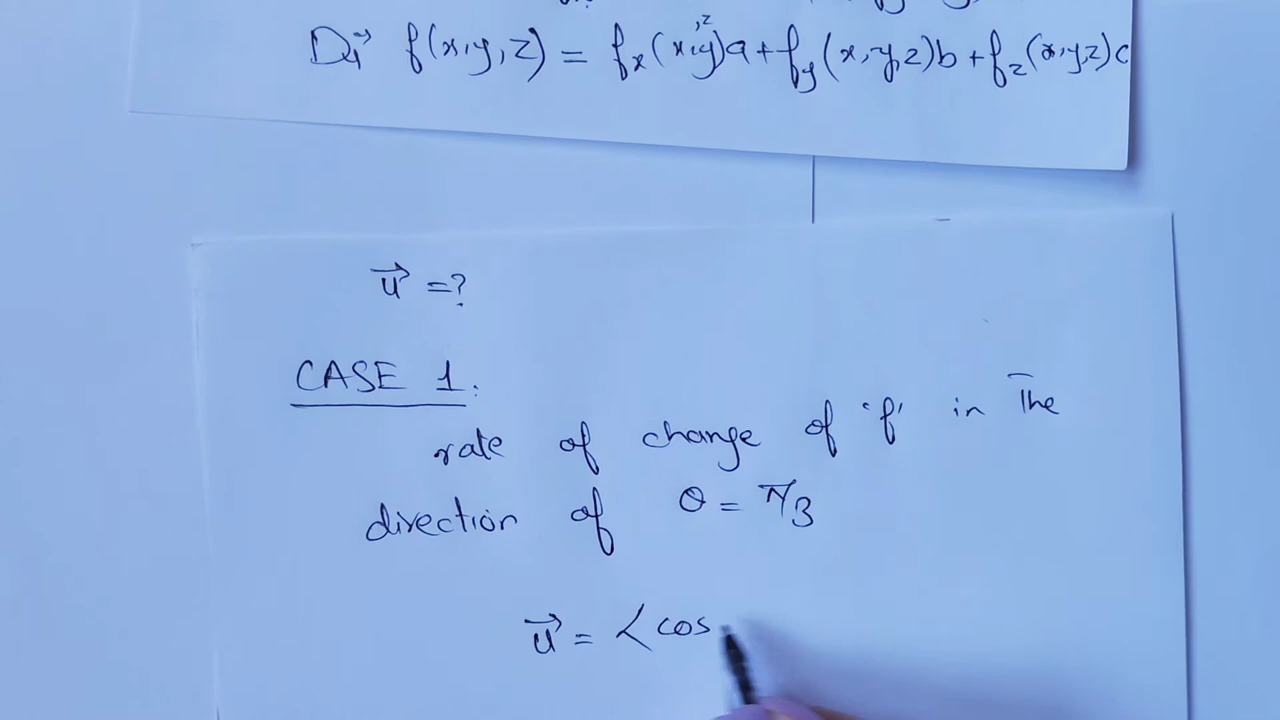 D_u⃗ f(x,y,z) = f_x(x,y,z)a + f_y(x,y,z)b + f_z(x,y,z)c
u⃗ =?
CASE 1:
rate of change of 'f' in The
direction of θ = π/3
u⃗ = < cos